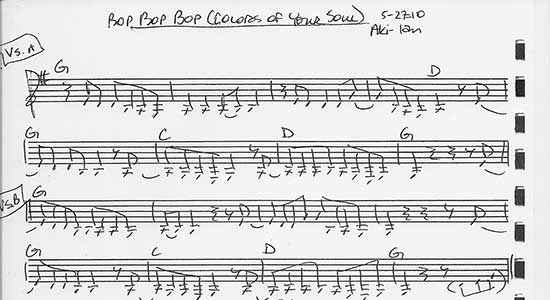 BOP BOP BOP (COLORS OF YOUR SOUL) 5-27-10
Aki-Ian
VS. A
G D
G C D G
VS. B
G
G C D G